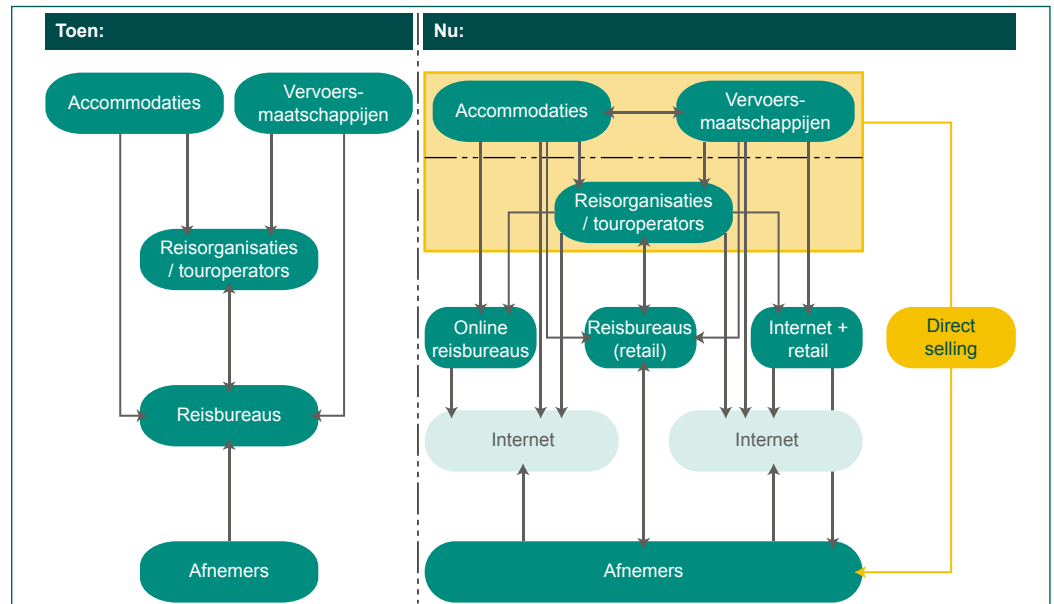 Toen:
Accommodaties
Vervoers-
maatschappijen
Reisorganisaties
/ touroperators
Reisbureaus
Afnemers
Nu:
Accommodaties
Vervoers-
maatschappijen
Reisorganisaties
/ touroperators
Online
reisbureaus
Reisbureaus
(retail)
Internet +
retail
Direct
selling
Internet
Internet
Afnemers